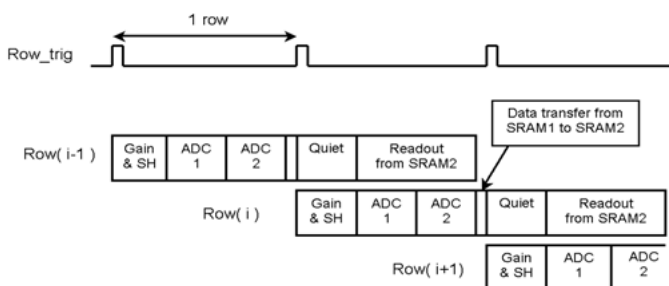 1 row
Row_trig
Data transfer from
SRAM1 to SRAM2
Row( i-1 )
Gain
& SH
ADC
1
ADC
2
Quiet
Readout
from SRAM2
Row( i )
Gain
& SH
ADC
1
ADC
2
Quiet
Readout
from SRAM2
Row( i+1)
Gain
& SH
ADC
1
ADC
2